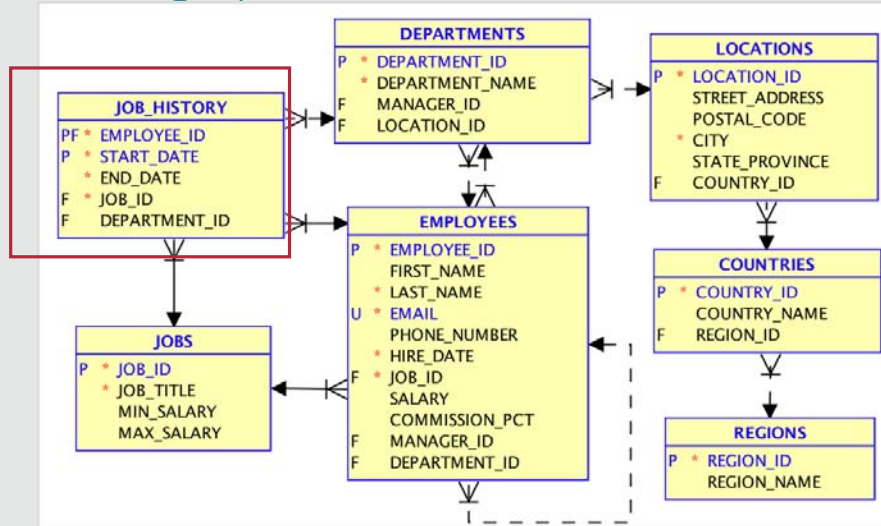 DEPARTMENTS
P * DEPARTMENT_ID
* DEPARTMENT_NAME
F MANAGER_ID
F LOCATION_ID
LOCATIONS
P * LOCATION_ID
STREET_ADDRESS
POSTAL_CODE
* CITY
STATE_PROVINCE
F COUNTRY_ID
JOB_HISTORY
PF * EMPLOYEE_ID
P * START_DATE
* END_DATE
F * JOB_ID
F DEPARTMENT_ID
EMPLOYEES
P * EMPLOYEE_ID
FIRST_NAME
* LAST_NAME
U * EMAIL
PHONE_NUMBER
* HIRE_DATE
F * JOB_ID
SALARY
COMMISSION_PCT
F MANAGER_ID
F DEPARTMENT_ID
COUNTRIES
P * COUNTRY_ID
COUNTRY_NAME
F REGION_ID
JOBS
P * JOB_ID
* JOB_TITLE
MIN_SALARY
MAX_SALARY
REGIONS
P * REGION_ID
REGION_NAME